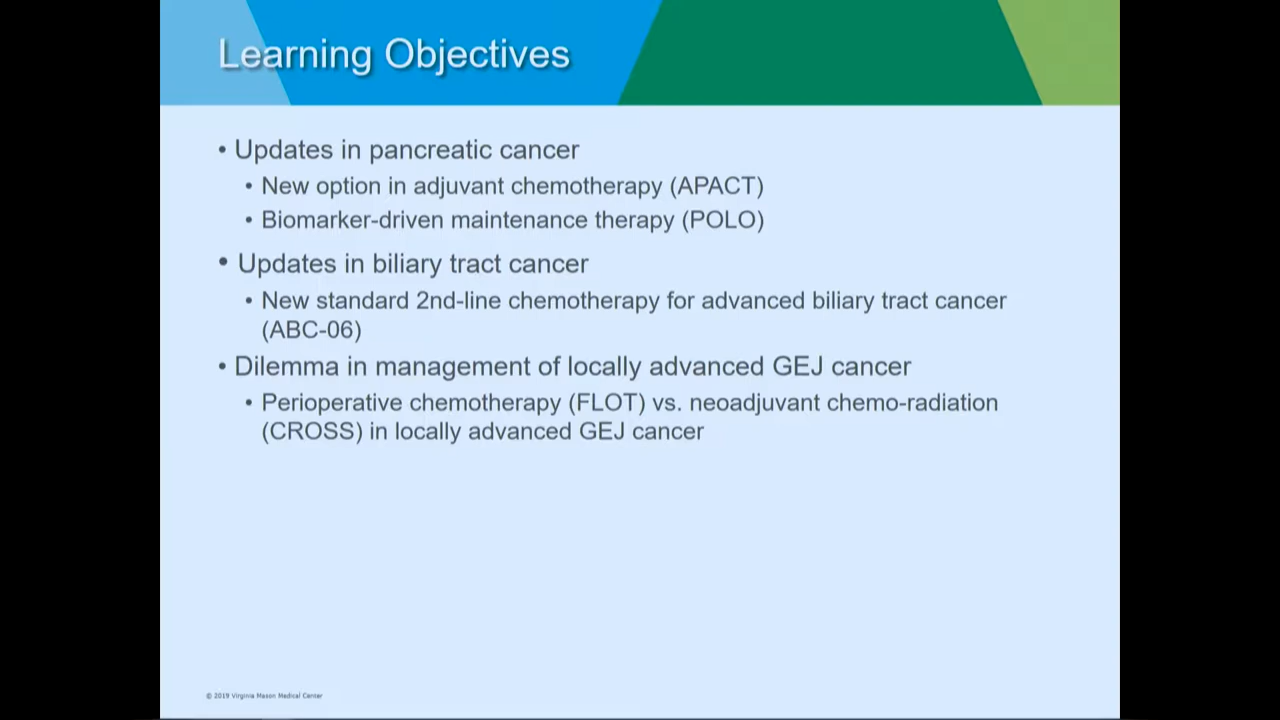 Learning Objectives
• Updates in pancreatic cancer
• New option in adjuvant chemotherapy (APACT)
• Biomarker-driven maintenance therapy (POLO)
• Updates in biliary tract cancer
• New standard 2nd-line chemotherapy for advanced biliary tract cancer
(ABC-06)
• Dilemma in management of locally advanced GEJ cancer
• Perioperative chemotherapy (FLOT) vs. neoadjuvant chemo-radiation
(CROSS) in locally advanced GEJ cancer
© 2019 Virginia Mason Medical Center